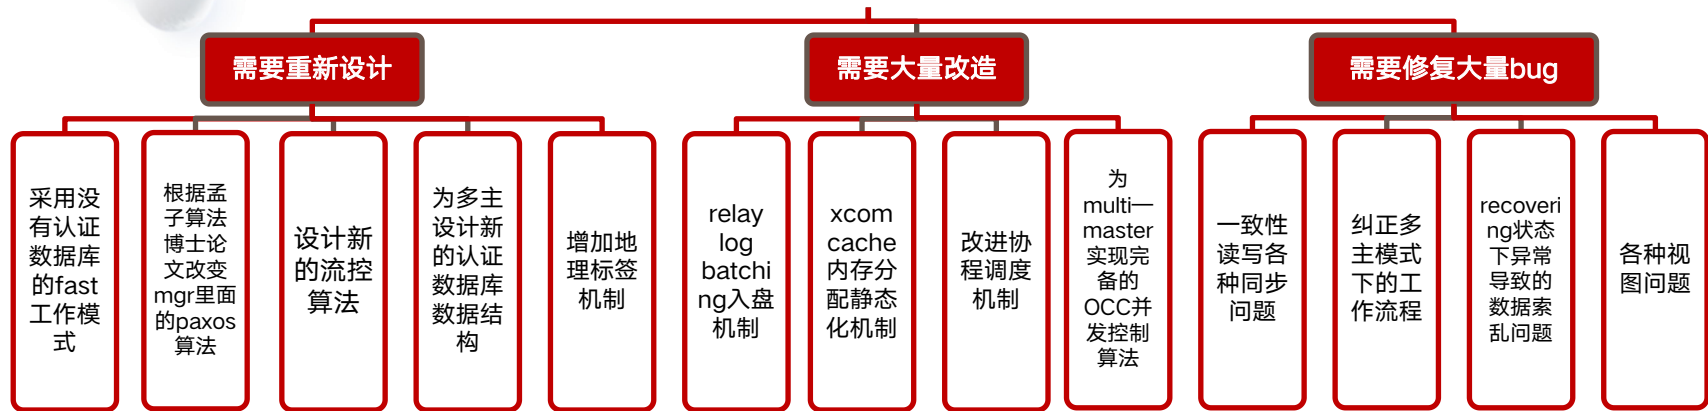 需要重新设计
需要大量改造
需要修复大量bug
采用没
有认证
数据库
的fast
工作模
式
根据孟
子算法
博士论
文改变
mgr里面
的paxos
算法
设计新
的流控
算法
为多主
设计新
的认证
数据库
数据结
构
增加地
理标签
机制
relay
log
batchi
ng入盘
机制
xcom
cache
内存分
配静态
化机制
改进协
程调度
机制
为
multi—
master
实现完
备的
OCC并
发控制
算法
一致性
读写各
种同步
问题
纠正多
主模式
下的工
作流程
recoveri
ng状态
下异常
导致的
数据索
乱问题
各种视
图问题